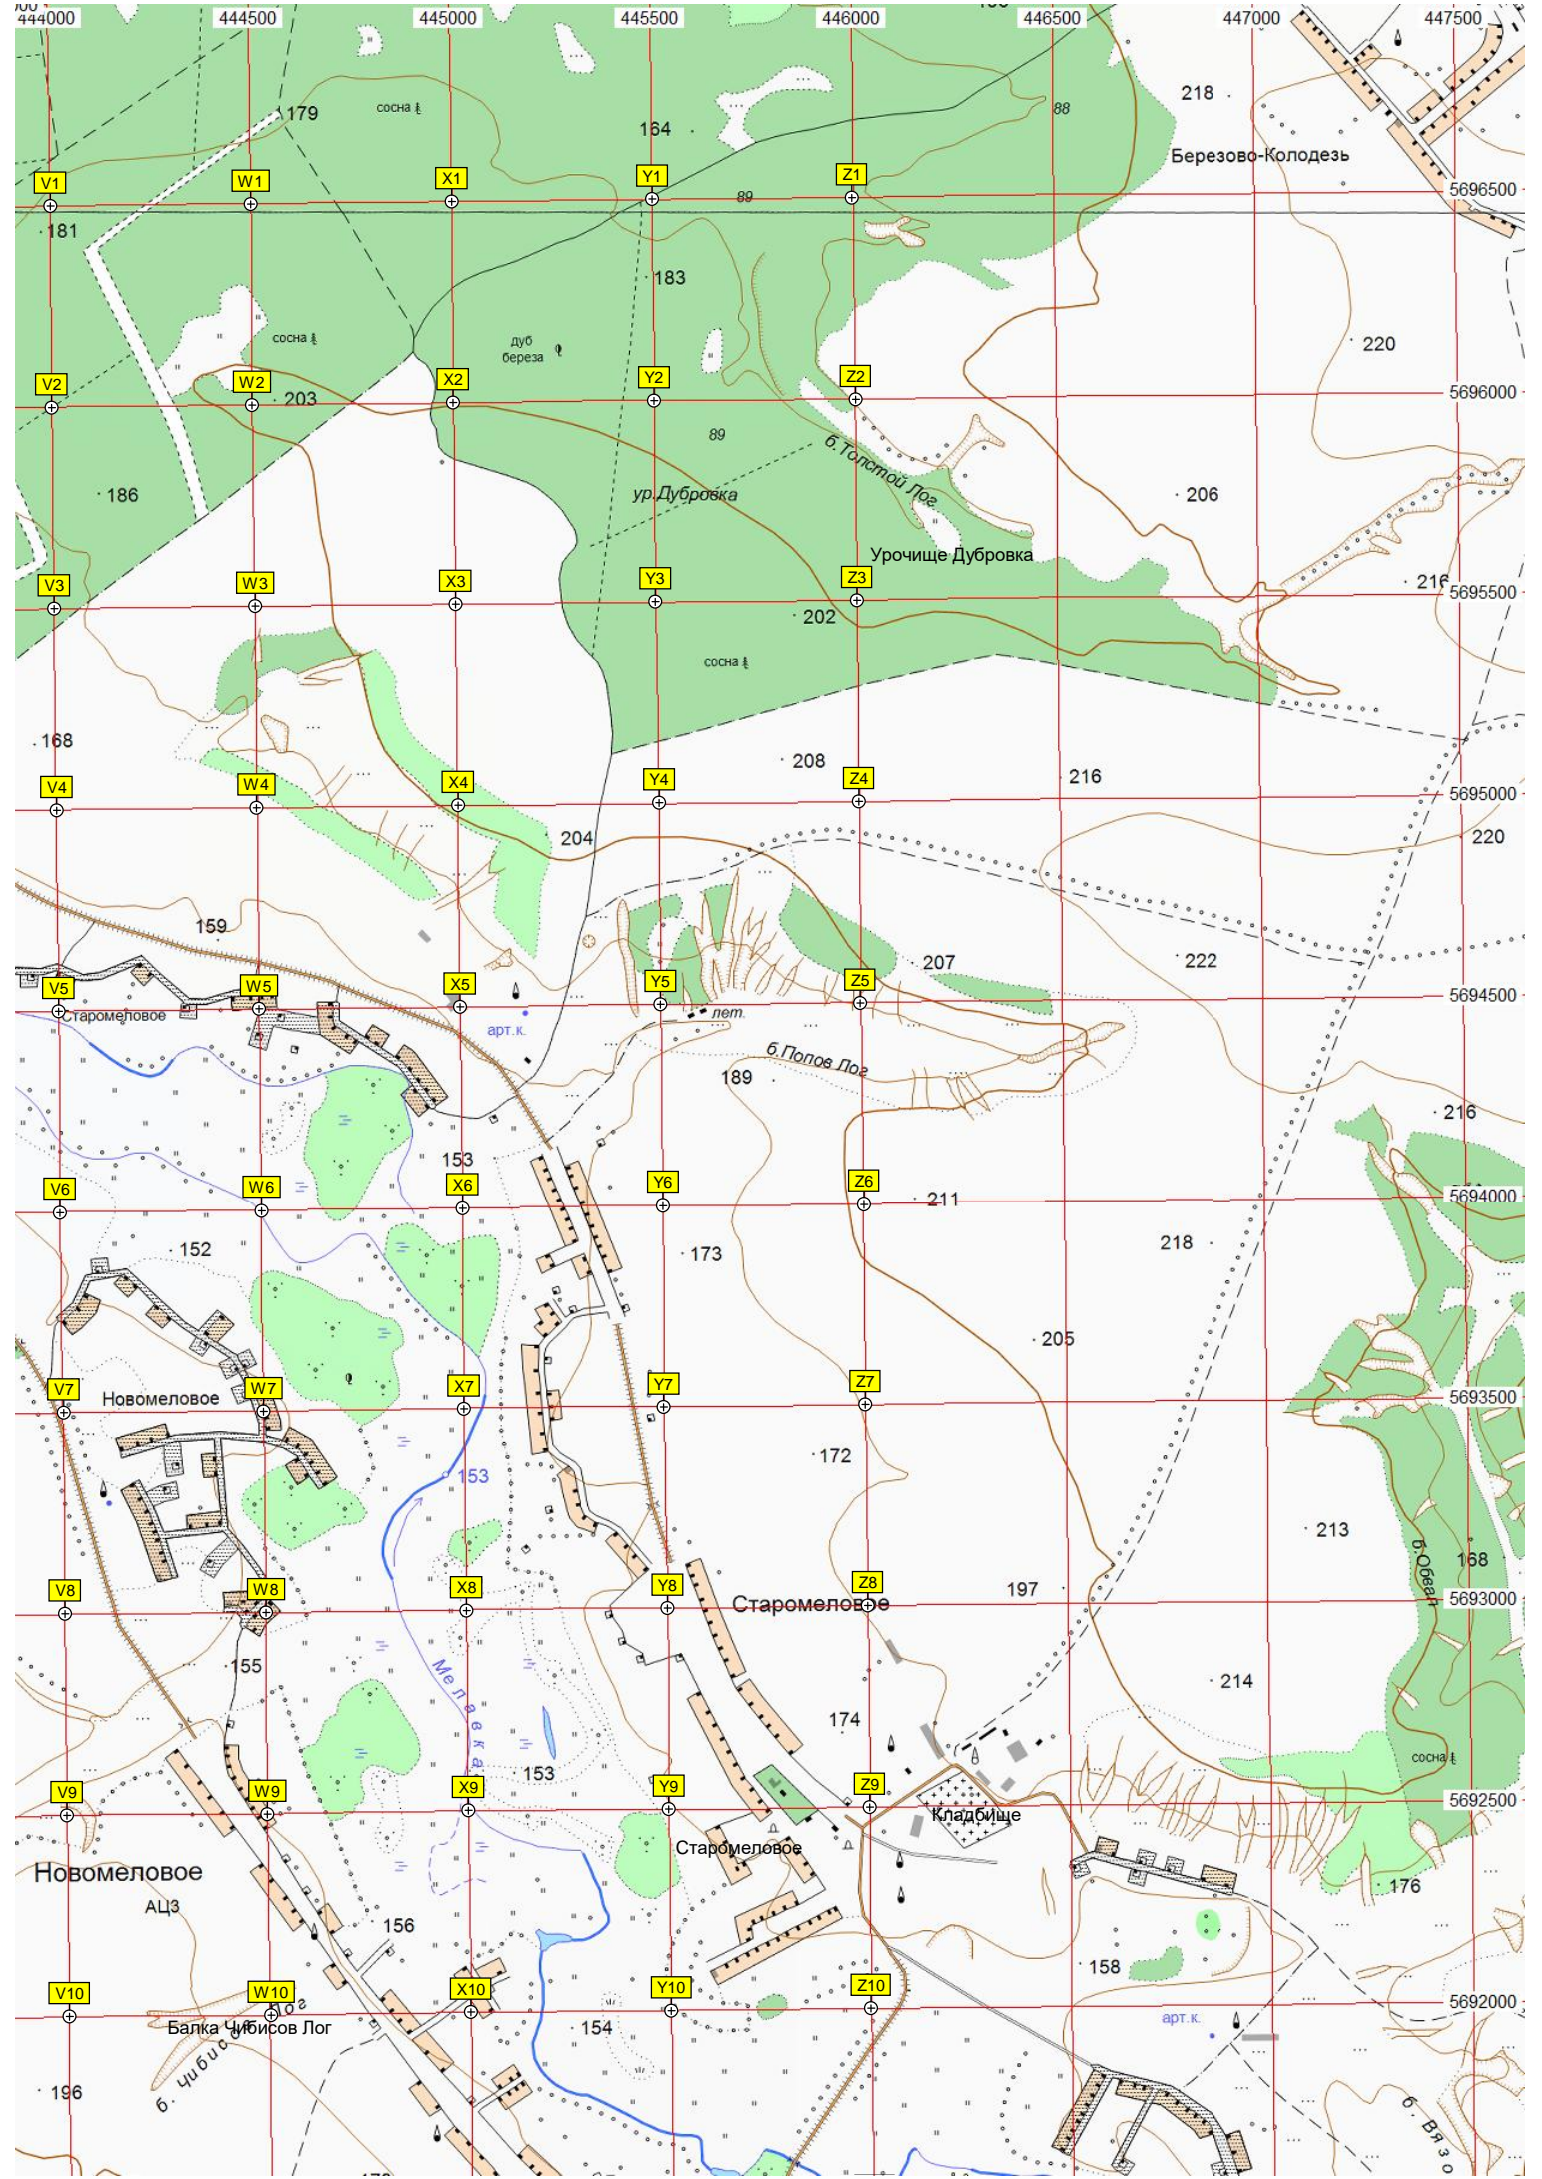 444000 444500 445000 445500 446000 446500 447000 447500
218
179
сосна
164
88
Березово-Колодезь
V1 W1 X1 Y1 Z1
5696500
89
181
183
сосна
дуб
береза
220
V2 W2 X2 Y2 Z2
5696000
203
89
б.Толстой Лог
186
ур.Дубровка
206
Урочище Дубровка
V3 W3 X3 Y3 Z3
216
5695500
202
сосна
168
208
216
V4 W4 X4 Y4 Z4
5695000
204
220
159
207
222
V5 W5 X5 Y5 Z5
5694500
Старомеловое
лет.
арт.к.
б.Попов Лог
189
216
153
V6 W6 X6 Y6 Z6
5694000
211
152
173
218
205
V7 W7 X7 Y7 Z7
Новомеловое
5693500
172
153
213
168
б.Обвал
V8 W8 X8 Y8 Z8
197
Старомеловое
5693000
155
Мелавка
214
174
сосна
153
V9 W9 X9 Y9 Z9
5692500
Кладбище
Старомеловое
Новомеловое
176
АЦЗ
156
158
V10 W10 X10 Y10 Z10
5692000
Балка Чибисов Лог
154
арт.к.
б. Чибисов Лог
196
б. Вязо